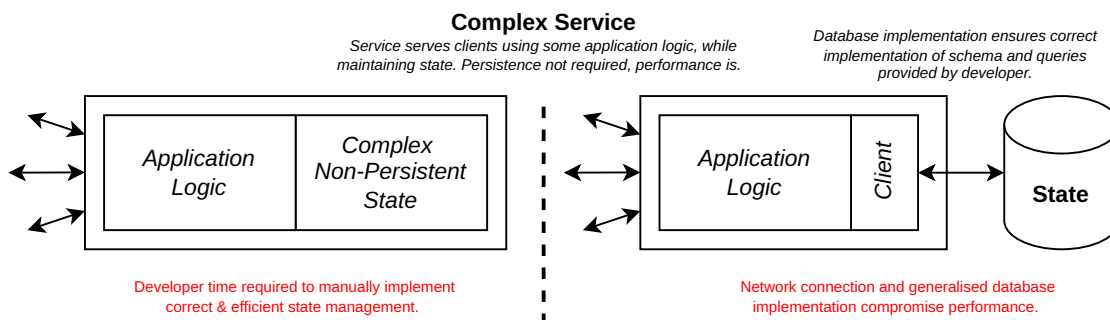 Complex Service
Service serves clients using some application logic, while
maintaining state. Persistence not required, performance is.
Database implementation ensures correct
implementation of schema and queries
provided by developer.
Application
Logic
Complex
Non-Persistent
State
Application
Logic
Client
State
Developer time required to manually implement
correct & efficient state management.
Network connection and generalised database
implementation compromise performance.